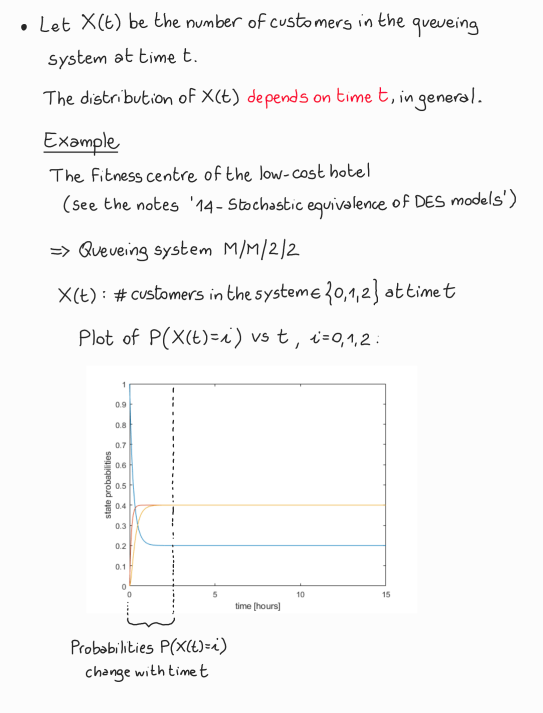 • Let X(t) be the number of customers in the queueing
system at time t.
The distribution of X(t) depends on time t, in general.
Example
The fitness centre of the low-cost hotel
(see the notes '14 - Stochastic equivalence of DES models')
=> Queueing system M/M/2/2
X(t) : # customers in the system ∈ {0,1,2} at time t
Plot of P(X(t)=i) vs t , i=0,1,2 :
1
0.9
0.8
0.7
0.6
0.5
0.4
0.3
0.2
0.1
0
state probabilities
0 5 10 15
time [hours]
Probabilities P(X(t)=i)
change with time t